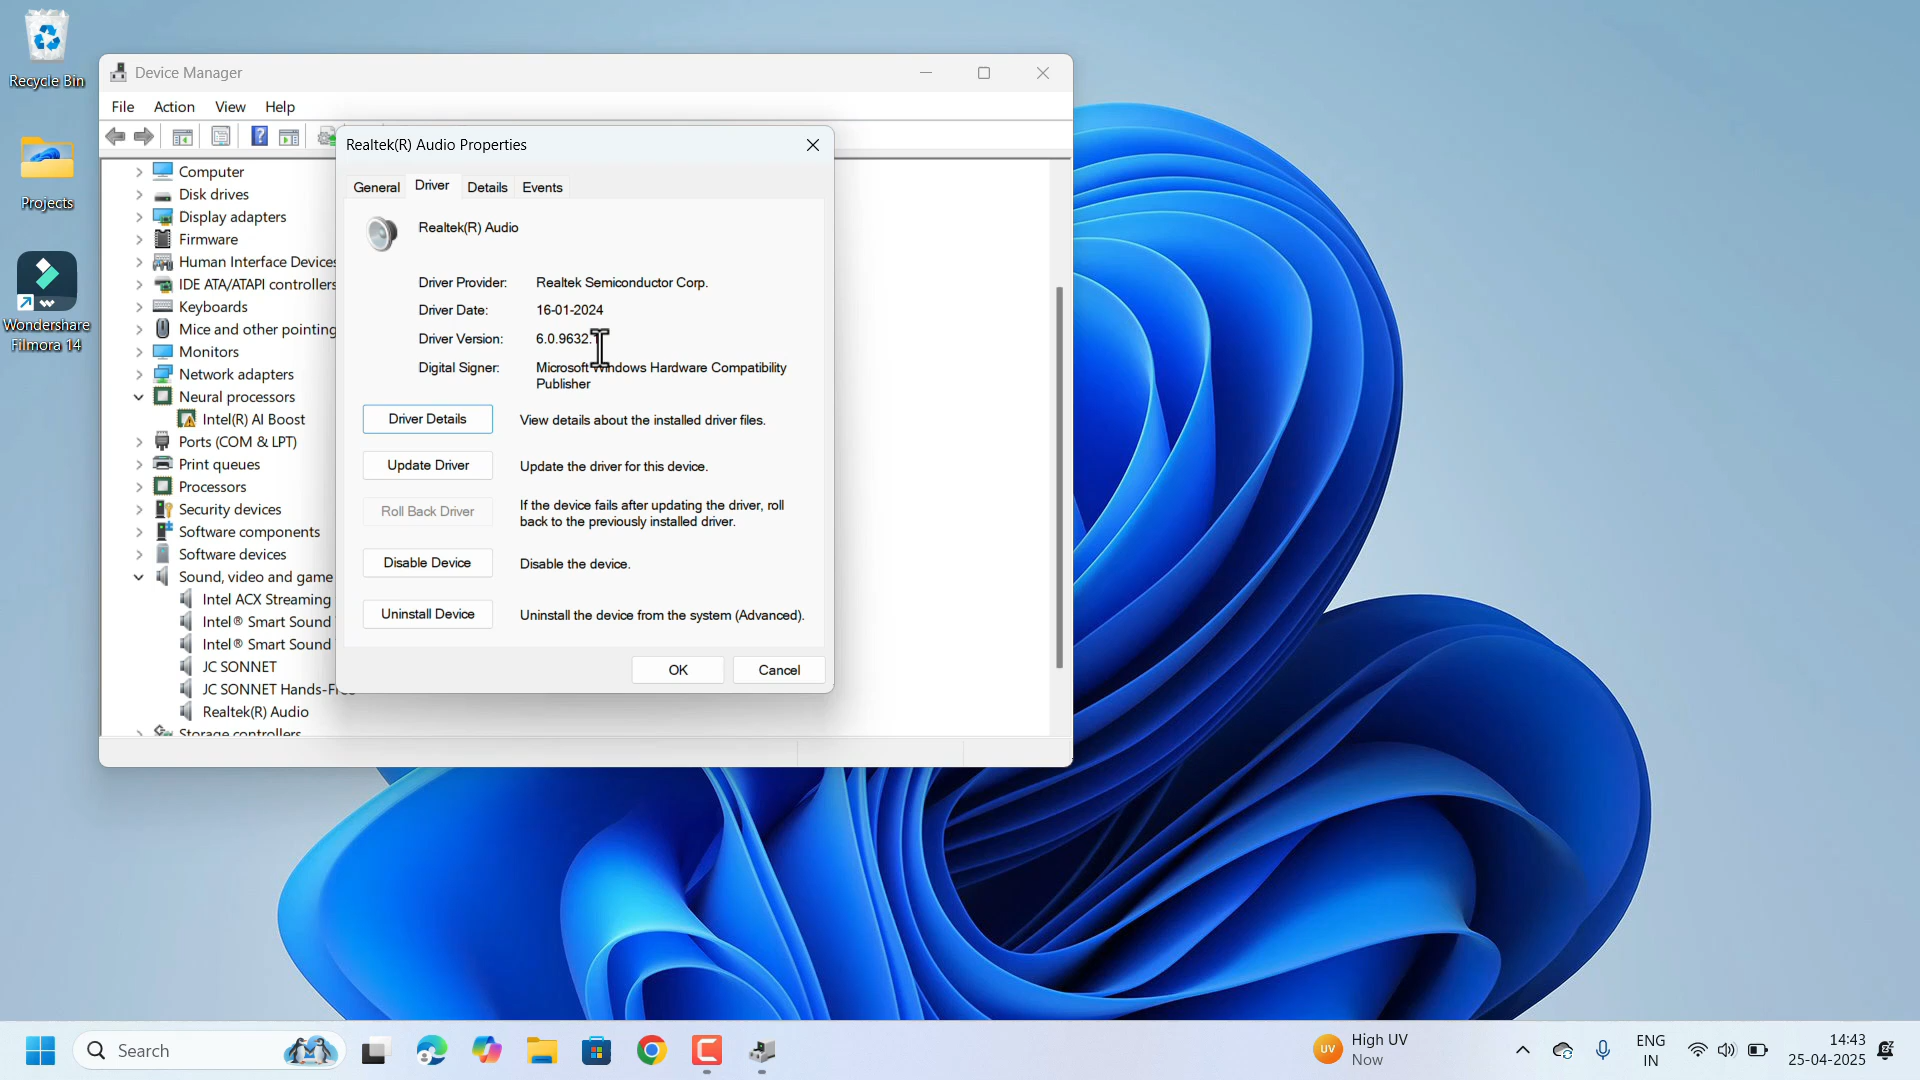 Recycle Bin
Projects
Wondershare
Filmora 14
Device Manager
File Action View Help
Computer
Disk drives
Display adapters
Firmware
Human Interface Devices
IDE ATA/ATAPI controllers
Keyboards
Mice and other pointing
Monitors
Network adapters
Neural processors
Intel(R) AI Boost
Ports (COM & LPT)
Print queues
Processors
Security devices
Software components
Software devices
Sound, video and game
Intel ACX Streaming
Intel® Smart Sound
Intel® Smart Sound
JC SONNET
JC SONNET Hands-Free
Realtek(R) Audio
Storage controllers
Realtek(R) Audio Properties
General Driver Details Events
Realtek(R) Audio
Driver Provider: Realtek Semiconductor Corp.
Driver Date: 16-01-2024
Driver Version: 6.0.9632.
Digital Signer: Microsoft Windows Hardware Compatibility
Publisher
Driver Details View details about the installed driver files.
Update Driver Update the driver for this device.
Roll Back Driver If the device fails after updating the driver, roll
back to the previously installed driver.
Disable Device Disable the device.
Uninstall Device Uninstall the device from the system (Advanced).
OK Cancel
Search
UV
High UV
Now
ENG
IN
14:43
25-04-2025